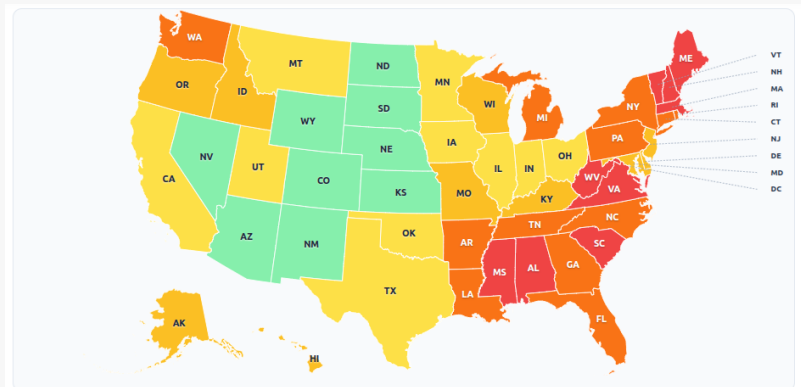 WA
ME
VT
MT
ND
NH
OR
MN
ID
MA
SD
WI
NY
RI
WY
MI
CT
PA
NJ
IA
NE
NV
OH
DE
UT
IL
IN
MD
CA
CO
WV
VA
DC
KS
MO
KY
NC
TN
OK
AZ
NM
AR
SC
AL
GA
MS
TX
LA
FL
AK
HI